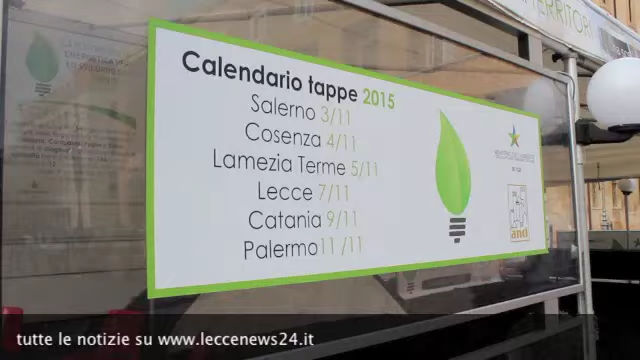 TERRITORI
Calendario tappe 2015
Salerno 3/11
Cosenza 4/11
Lamezia Terme 5/11
Lecce 7/11
Catania 9/11
Palermo 11 /11
anci
tutte le notizie su www.leccenews24.it